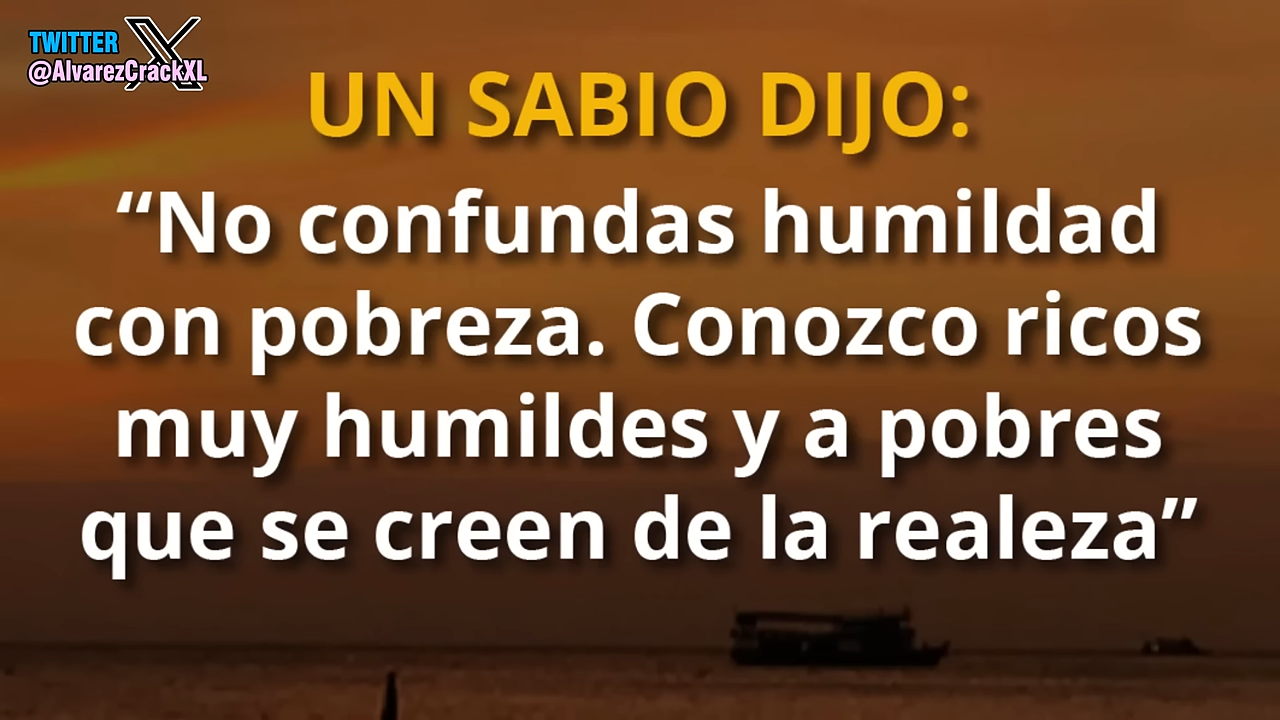 TWITTER
@AlvarezCrackXL
UN SABIO DIJO:
“No confundas humildad
con pobreza. Conozco ricos
muy humildes y a pobres
que se creen de la realeza”